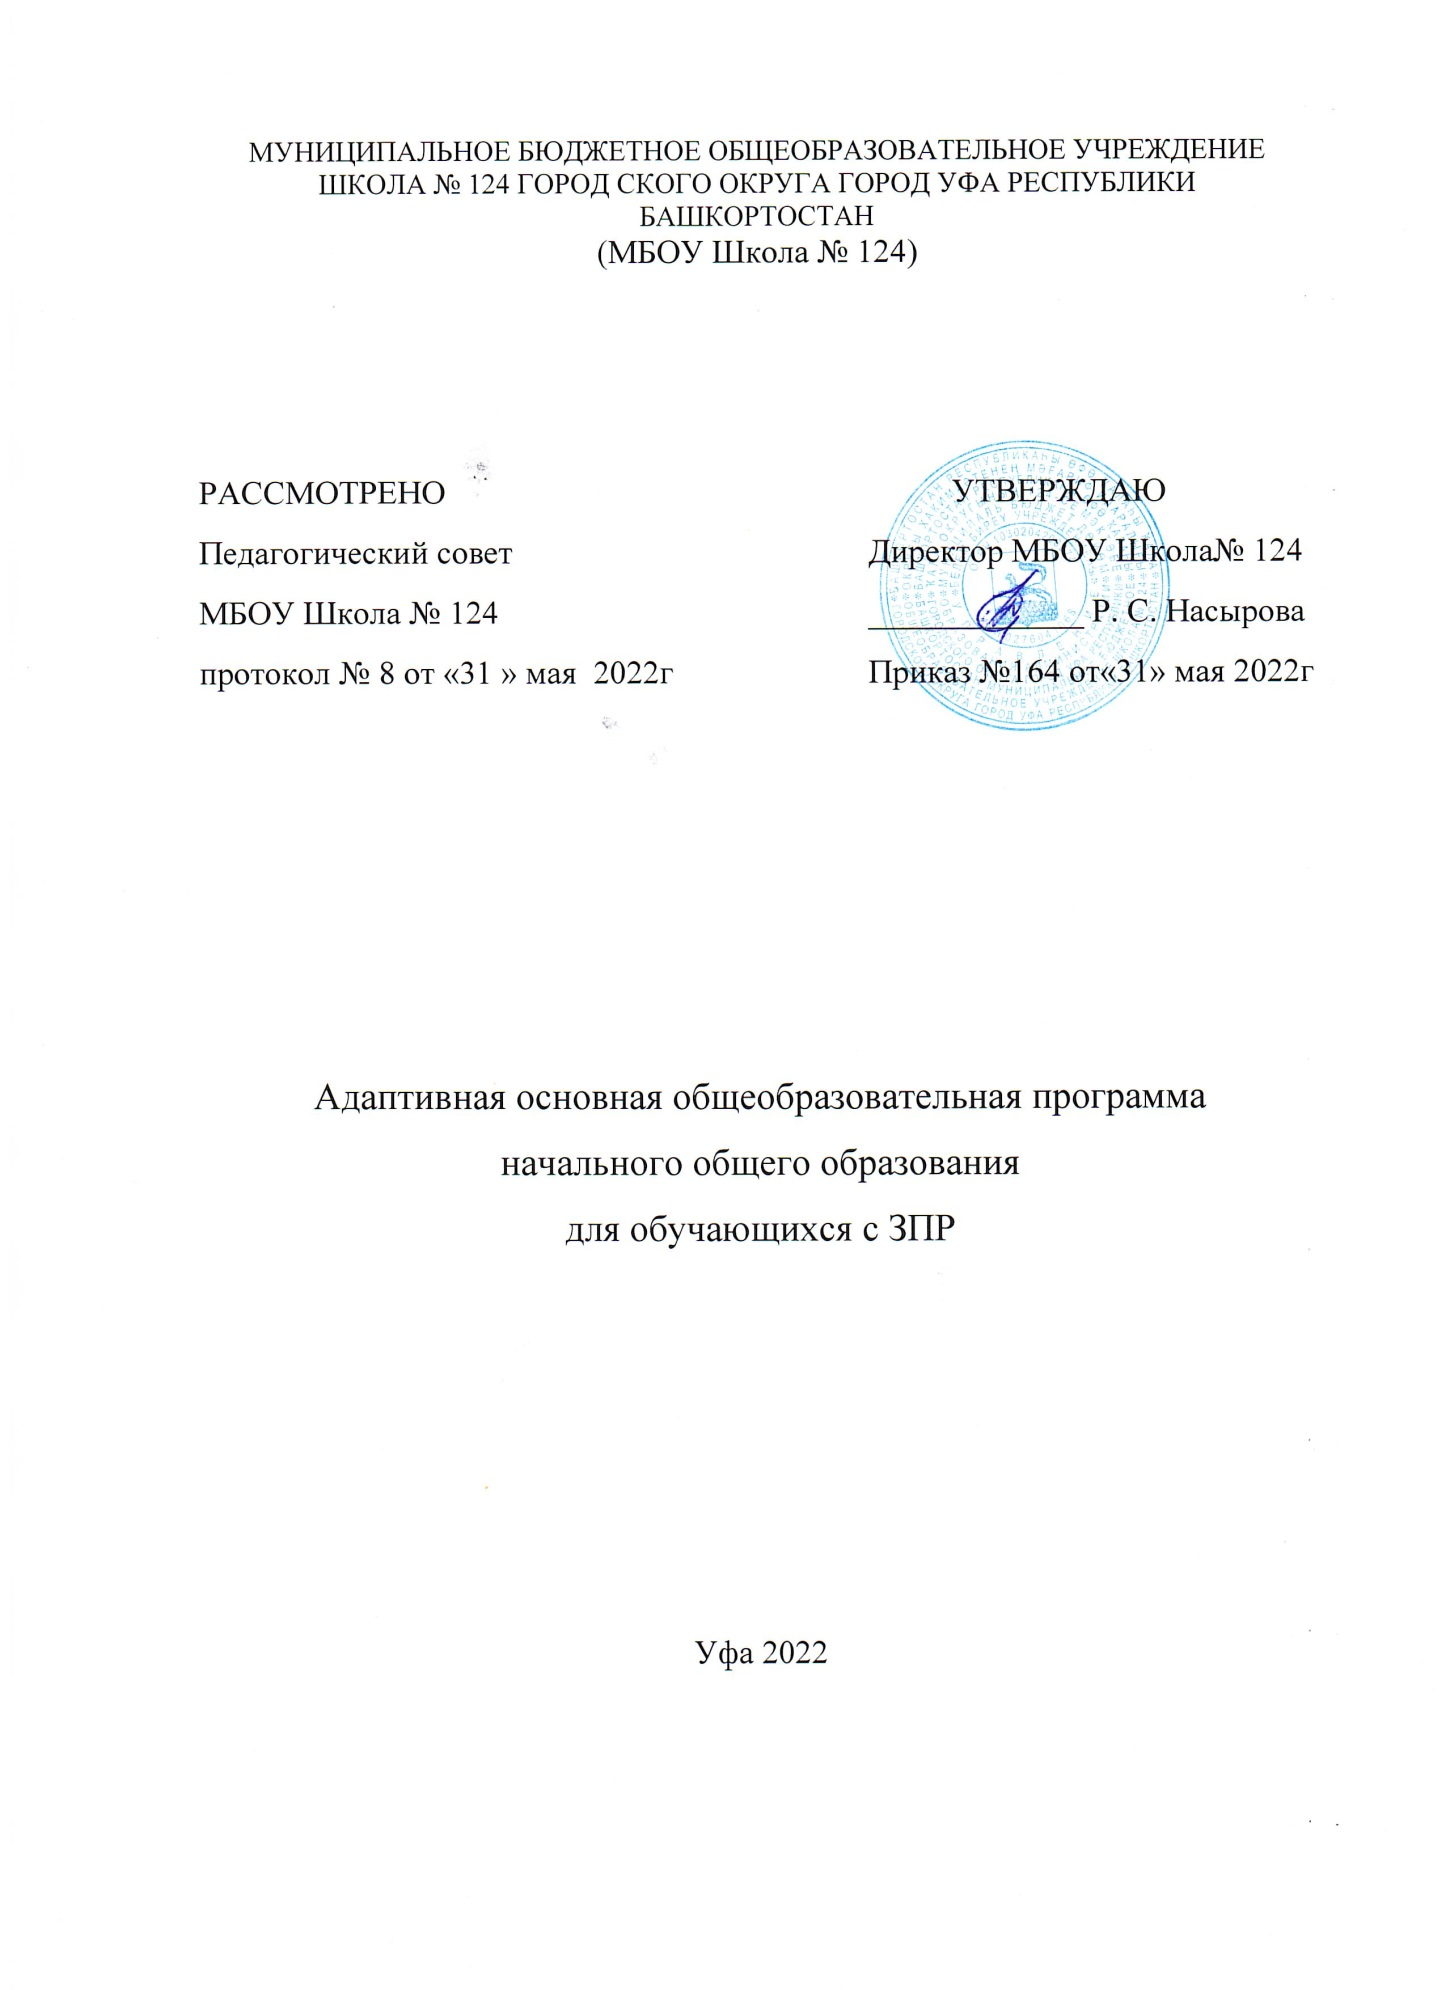 МУНИЦИПАЛЬНОЕ БЮДЖЕТНОЕ ОБЩЕОБРАЗОВАТЕЛЬНОЕ УЧРЕЖДЕНИЕ
ШКОЛА № 124 ГОРОД СКОГО ОКРУГА ГОРОД УФА РЕСПУБЛИКИ
БАШКОРТОСТАН
(МБОУ Школа № 124)
РАССМОТРЕНО
Педагогический совет
МБОУ Школа № 124
протокол № 8 от «31 » мая 2022г
УТВЕРЖДАЮ
Директор МБОУ Школа№ 124
Р. С. Насырова
Приказ №164 от«31» мая 2022г
Адаптивная основная общеобразовательная программа
начального общего образования
для обучающихся с ЗПР
Уфа 2022